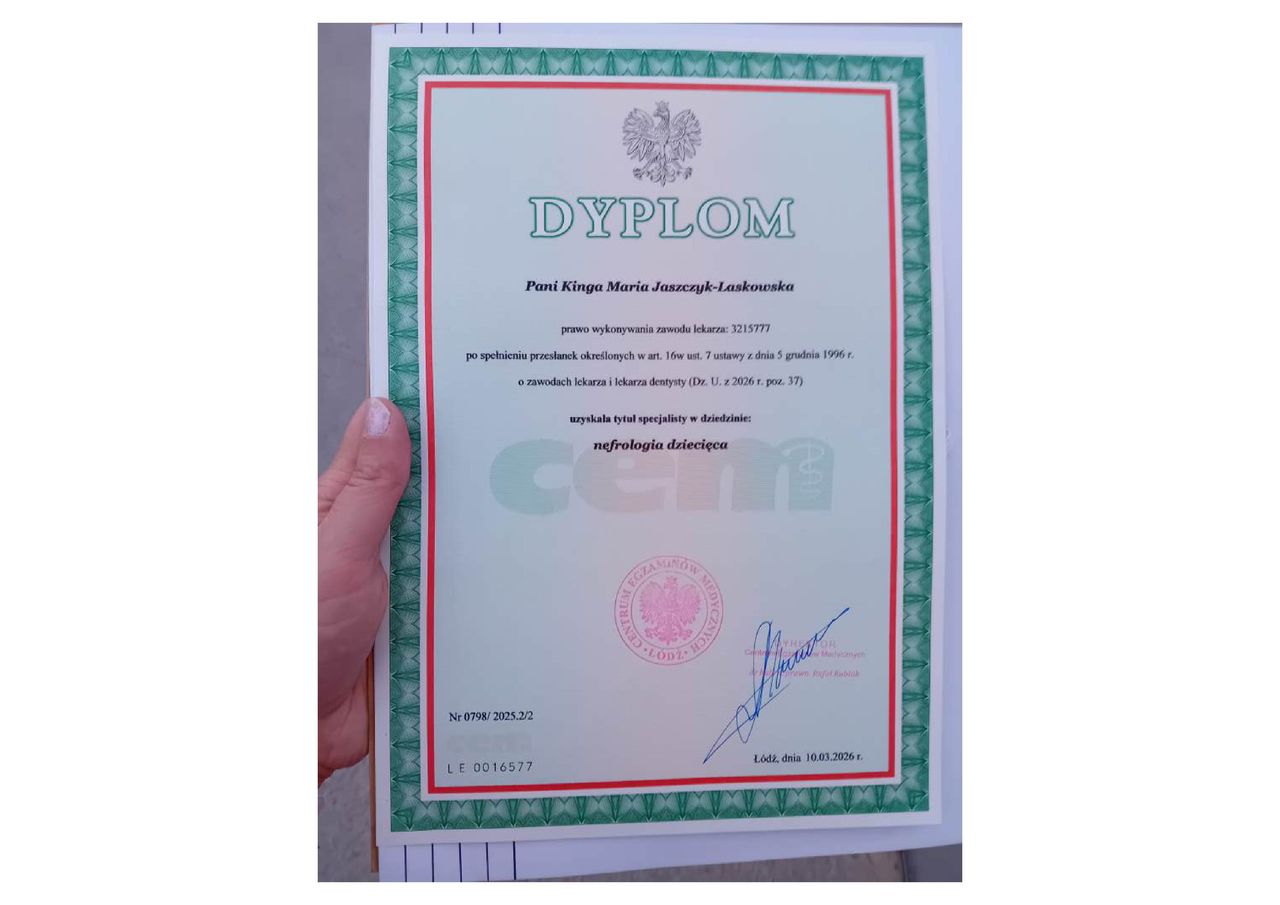 DYPLOM
Pani Kinga Maria Jaszczyk-Laskowska
prawo wykonywania zawodu lekarza: 3215777
po spełnieniu przesłanek określonych w art. 16w ust. 7 ustawy z dnia 5 grudnia 1996 r.
o zawodach lekarza i lekarza dentysty (Dz. U. z 2026 r. poz. 37)
uzyskała tytuł specjalisty w dziedzinie:
nefrologia dziecięca
cem
CENTRUM EGZAMINÓW MEDYCZNYCH
• ŁÓDŹ •
DYREKTOR
Medycznych
Rafał Kubiak
Nr 0798/ 2025.2/2
cem
LE 0016577
Łódź, dnia 10.03.2026 r.